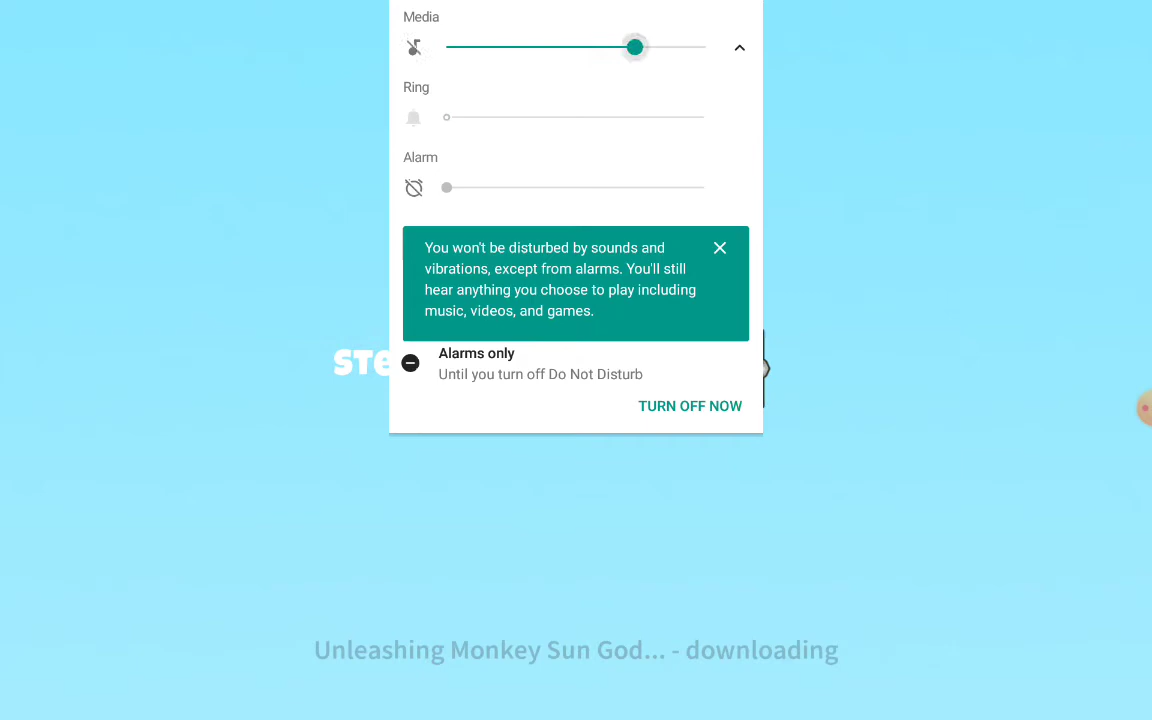 Media
Ring
Alarm
You won't be disturbed by sounds and
vibrations, except from alarms. You'll still
hear anything you choose to play including
music, videos, and games.
Alarms only
Until you turn off Do Not Disturb
TURN OFF NOW
Unleashing Monkey Sun God... - downloading